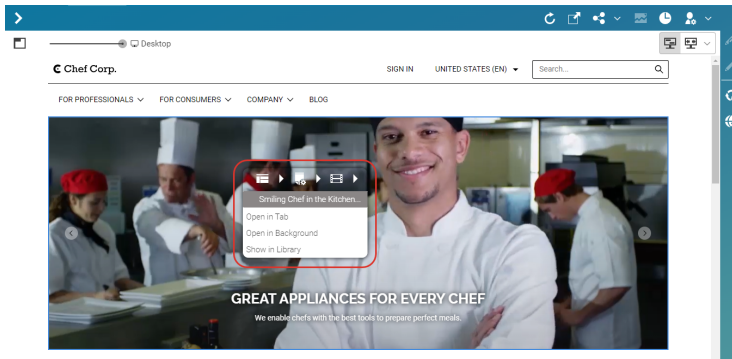 Desktop
Chef Corp.
SIGN IN
UNITED STATES (EN)
Search...
FOR PROFESSIONALS
FOR CONSUMERS
COMPANY
BLOG
Smiling Chef in the Kitchen...
Open in Tab
Open in Background
Show in Library
GREAT APPLIANCES FOR EVERY CHEF
We enable chefs with the best tools to prepare perfect meals.